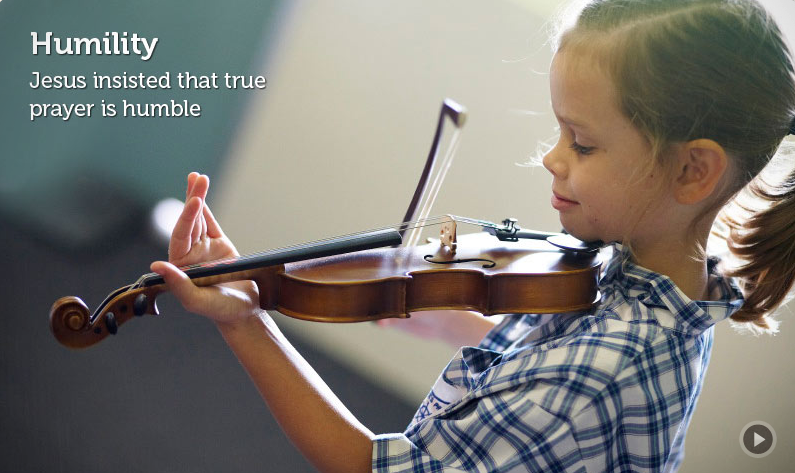 Humility
Jesus insisted that true
prayer is humble